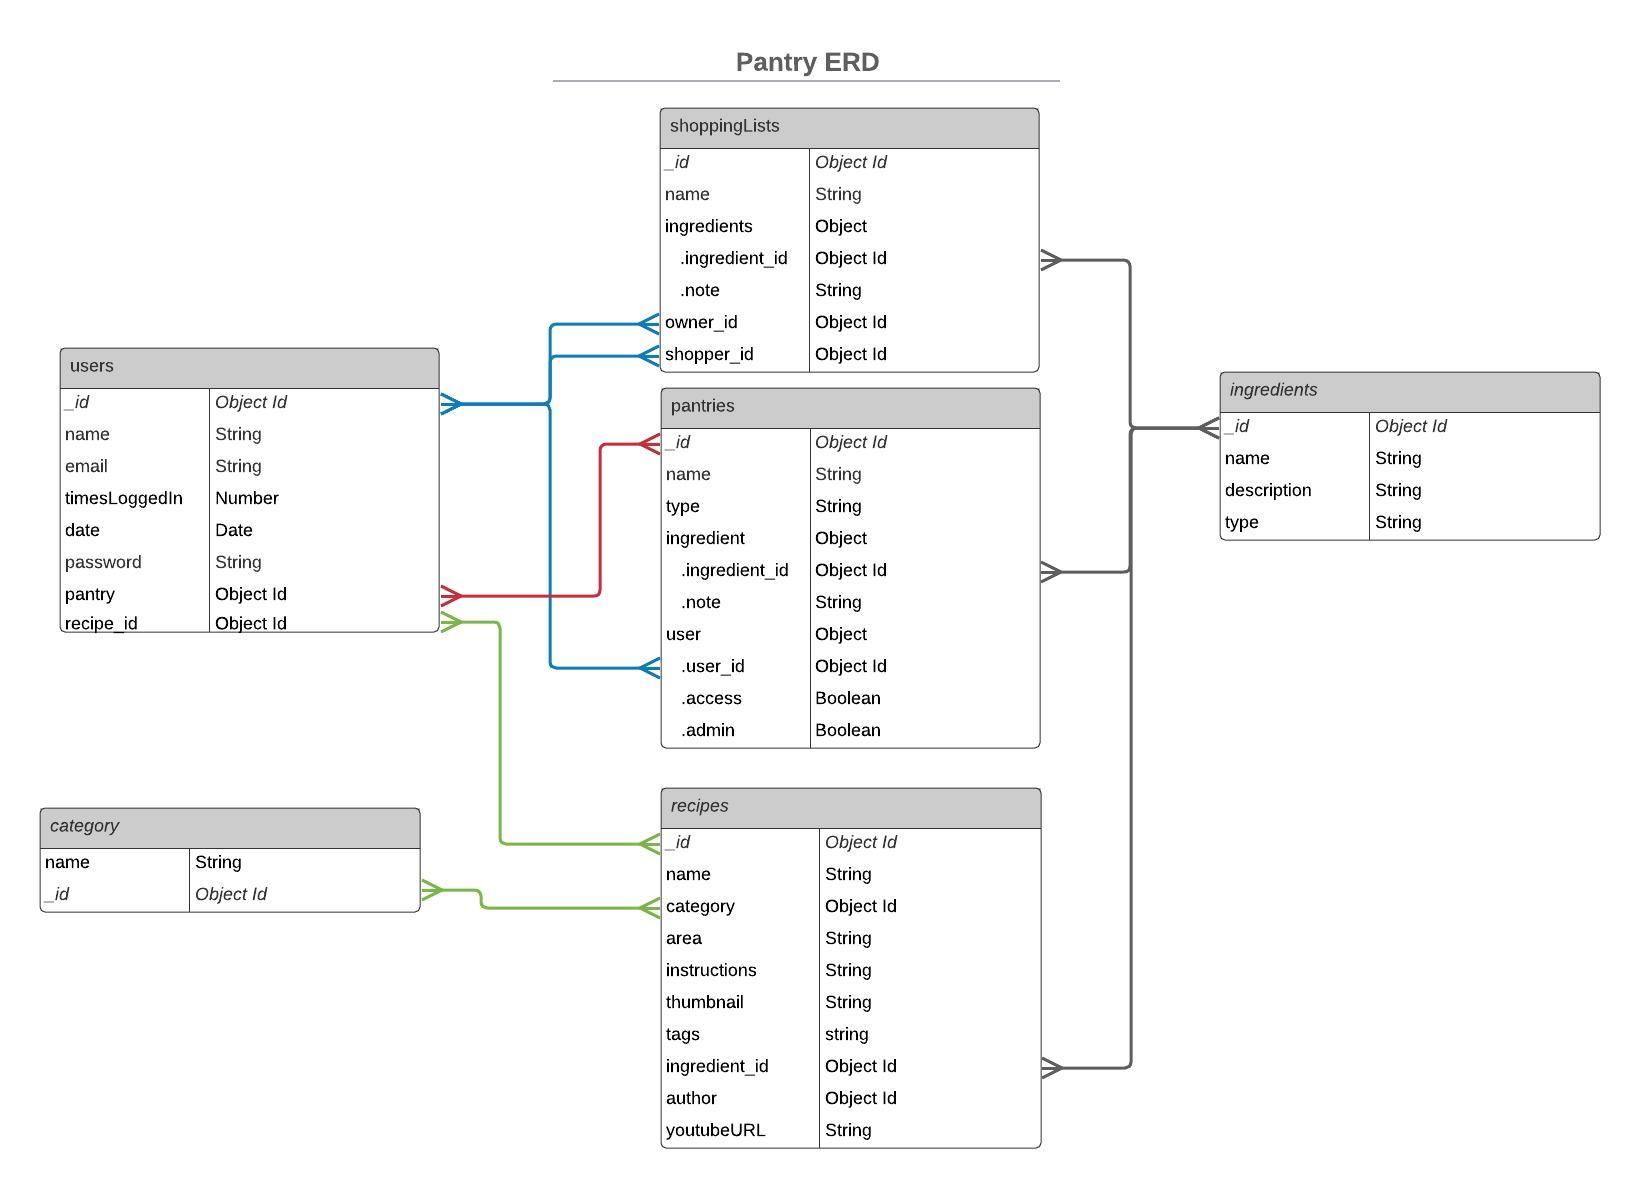 Pantry ERD
shoppingLists
_id Object Id
name String
ingredients Object
.ingredient_id Object Id
.note String
owner_id Object Id
shopper_id Object Id
users
_id Object Id
name String
email String
timesLoggedIn Number
date Date
password String
pantry Object Id
recipe_id Object Id
pantries
_id Object Id
name String
type String
ingredient Object
.ingredient_id Object Id
.note String
user Object
.user_id Object Id
.access Boolean
.admin Boolean
ingredients
_id Object Id
name String
description String
type String
category
name String
_id Object Id
recipes
_id Object Id
name String
category Object Id
area String
instructions String
thumbnail String
tags string
ingredient_id Object Id
author Object Id
youtubeURL String